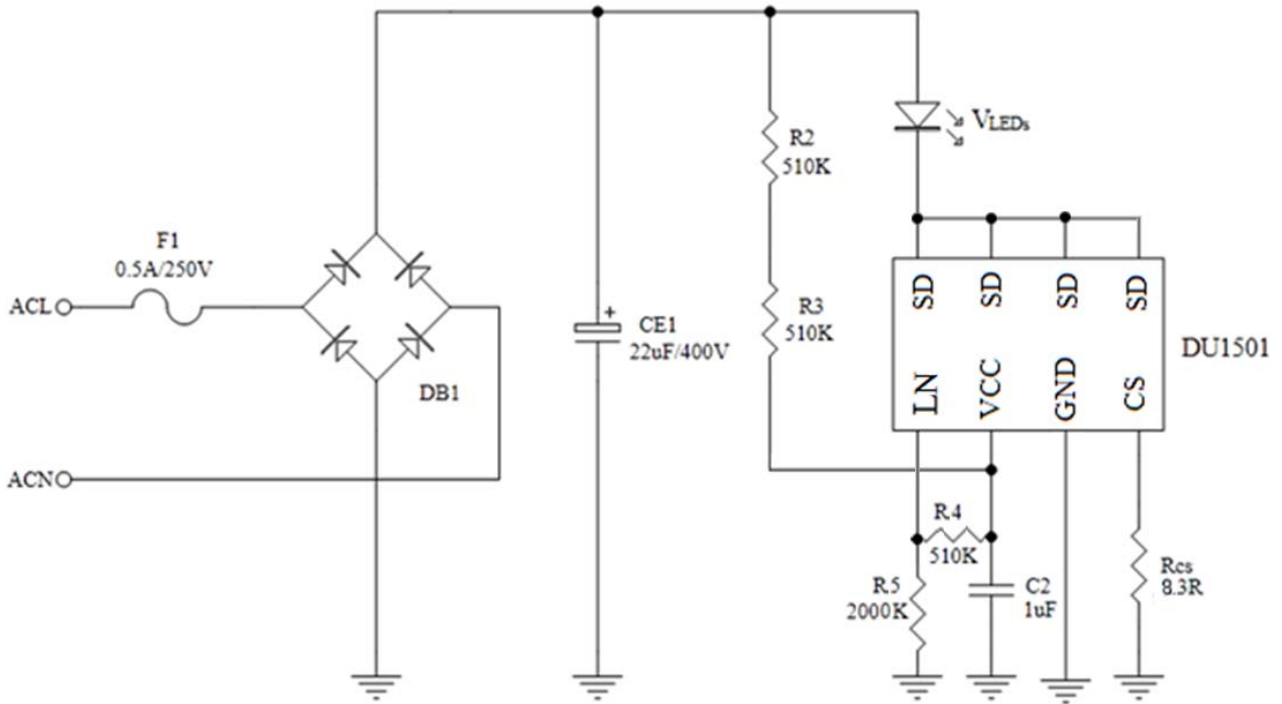 VLEDs
R2
510K
F1
0.5A/250V
ACL
R3
510K
+
CE1
22uF/400V
SD SD SD SD
DU1501
LN VCC GND CS
DB1
ACN
R4
510K
R5
2000K
C2
1uF
Rcs
8.3R